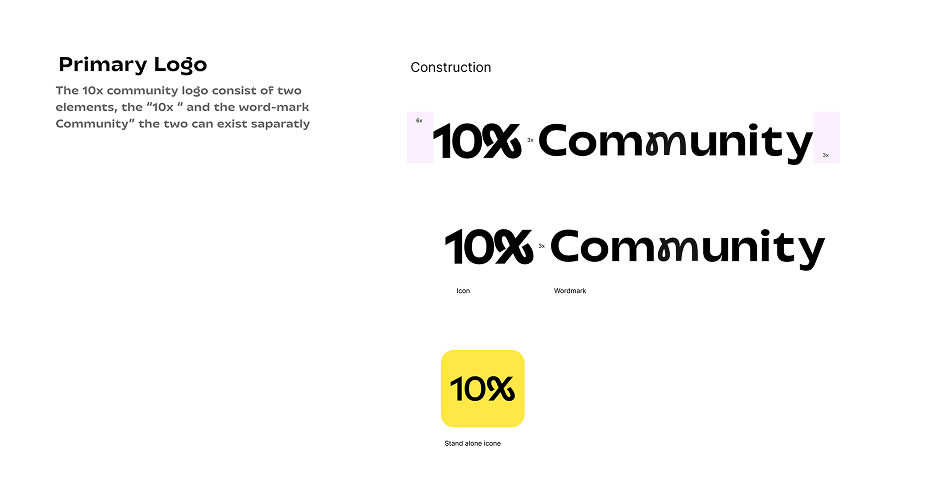 Primary Logo
The 10x community logo consist of two
elements, the “10x “ and the word-mark
Community” the two can exist saparatly
Construction
6x
10X 3x Community
3x
10X 3x Community
Icon
Wordmark
10X
Stand alone icone